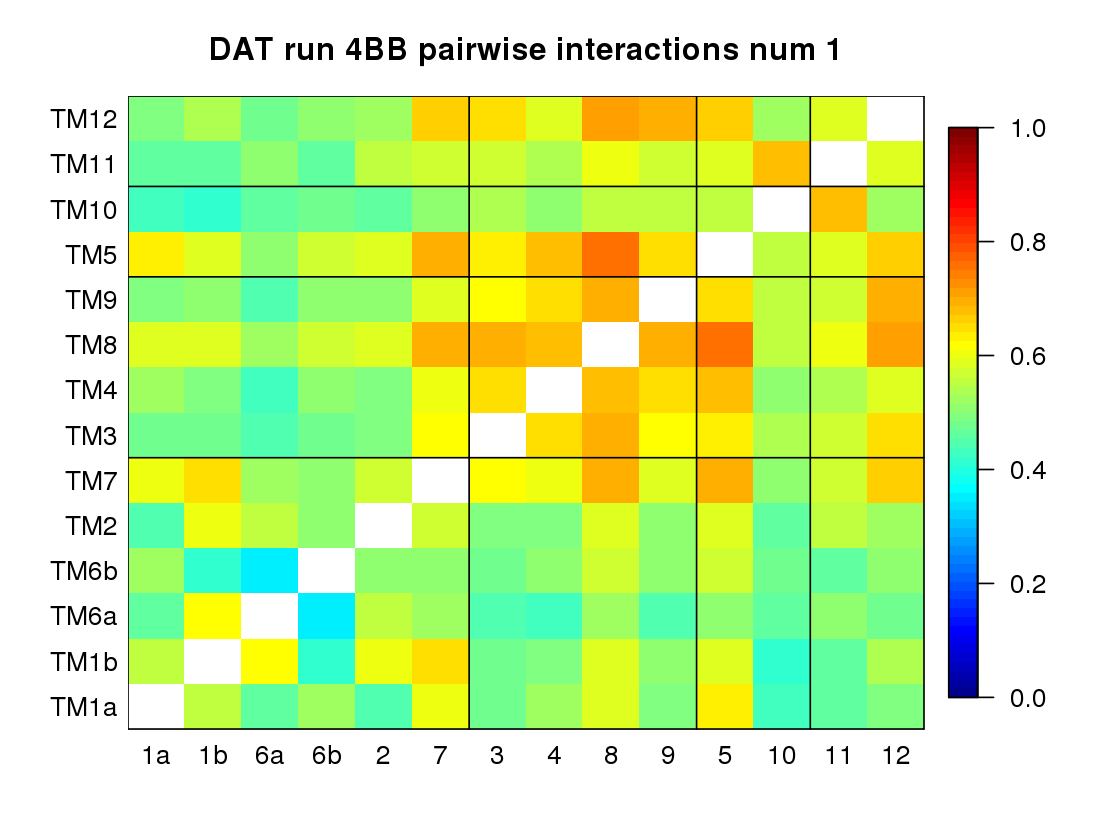 DAT run 4BB pairwise interactions num 1
TM12
TM11
TM10
TM5
TM9
TM8
TM4
TM3
TM7
TM2
TM6b
TM6a
TM1b
TM1a
1a 1b 6a 6b 2 7 3 4 8 9 5 10 11 12
1.0
0.8
0.6
0.4
0.2
0.0